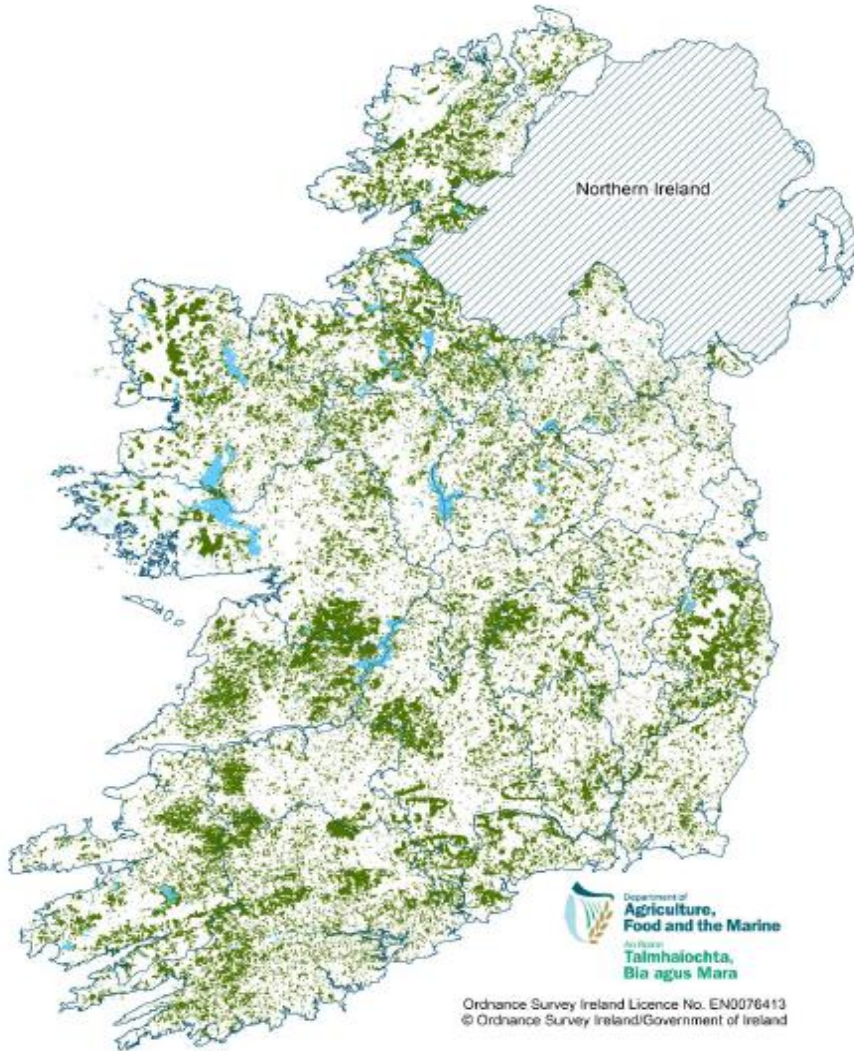 Northern Ireland
Department of
Agriculture,
Food and the Marine
An Roinn
Talmhaíochta,
Bia agus Mara
Ordnance Survey Ireland Licence No. EN0076413
© Ordnance Survey Ireland/Government of Ireland